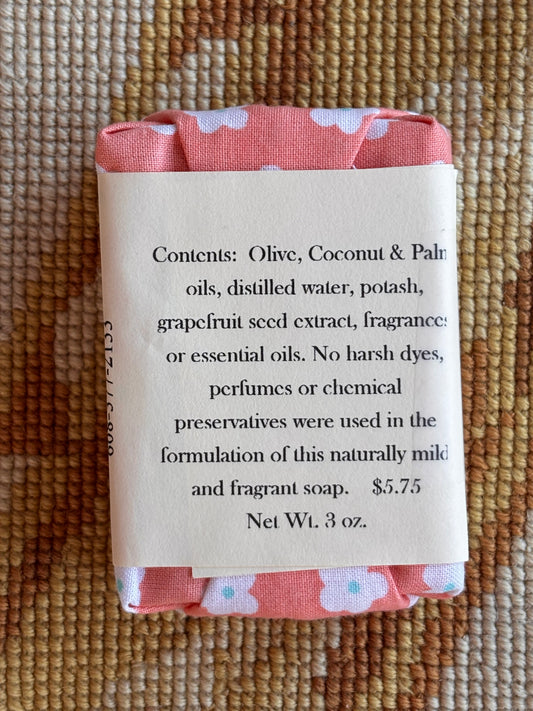 Contents: Olive, Coconut & Palm
oils, distilled water, potash,
grapefruit seed extract, fragrances
or essential oils. No harsh dyes,
perfumes or chemical
preservatives were used in the
formulation of this naturally mild
and fragrant soap. $5.75
Net Wt. 3 oz.